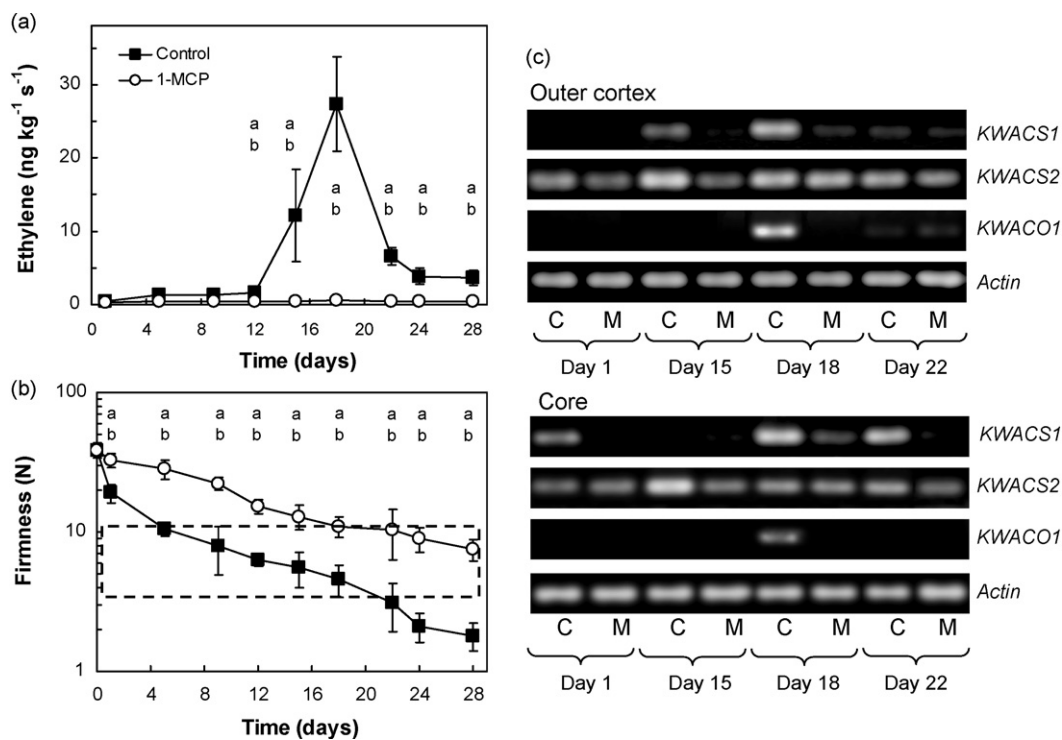 (a)
Control
1-MCP
Ethylene (ng kg⁻¹ s⁻¹)
30
20
10
0
a a
b b
a a a a
b b b b
0 4 8 12 16 20 24 28
Time (days)
(b)
Firmness (N)
100
10
1
a a a a a a a a a
b b b b b b b b b
0 4 8 12 16 20 24 28
Time (days)
(c)
Outer cortex
KWACS1
KWACS2
KWACO1
Actin
C M C M C M C M
Day 1 Day 15 Day 18 Day 22
Core
KWACS1
KWACS2
KWACO1
Actin
C M C M C M C M
Day 1 Day 15 Day 18 Day 22